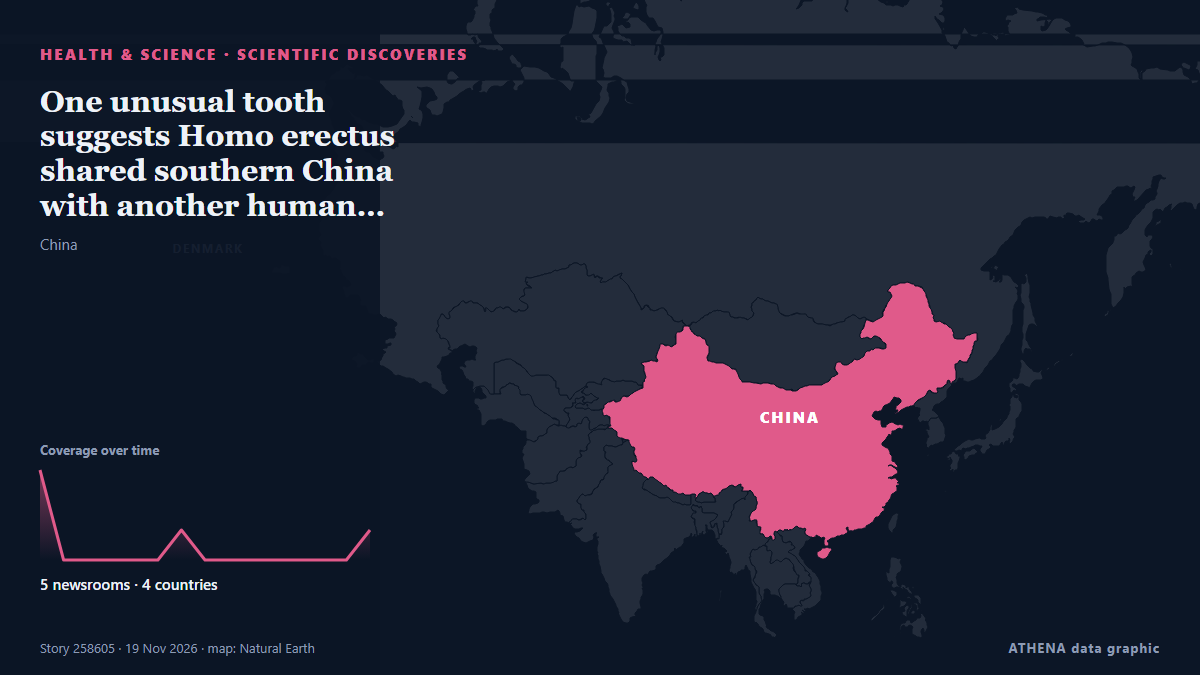 HEALTH & SCIENCE · SCIENTIFIC DISCOVERIES
One unusual tooth
suggests Homo erectus
shared southern China
with another human...
China
DENMARK
CHINA
Coverage over time
5 newsrooms · 4 countries
Story 258605 · 19 Nov 2026 · map: Natural Earth
ATHENA data graphic